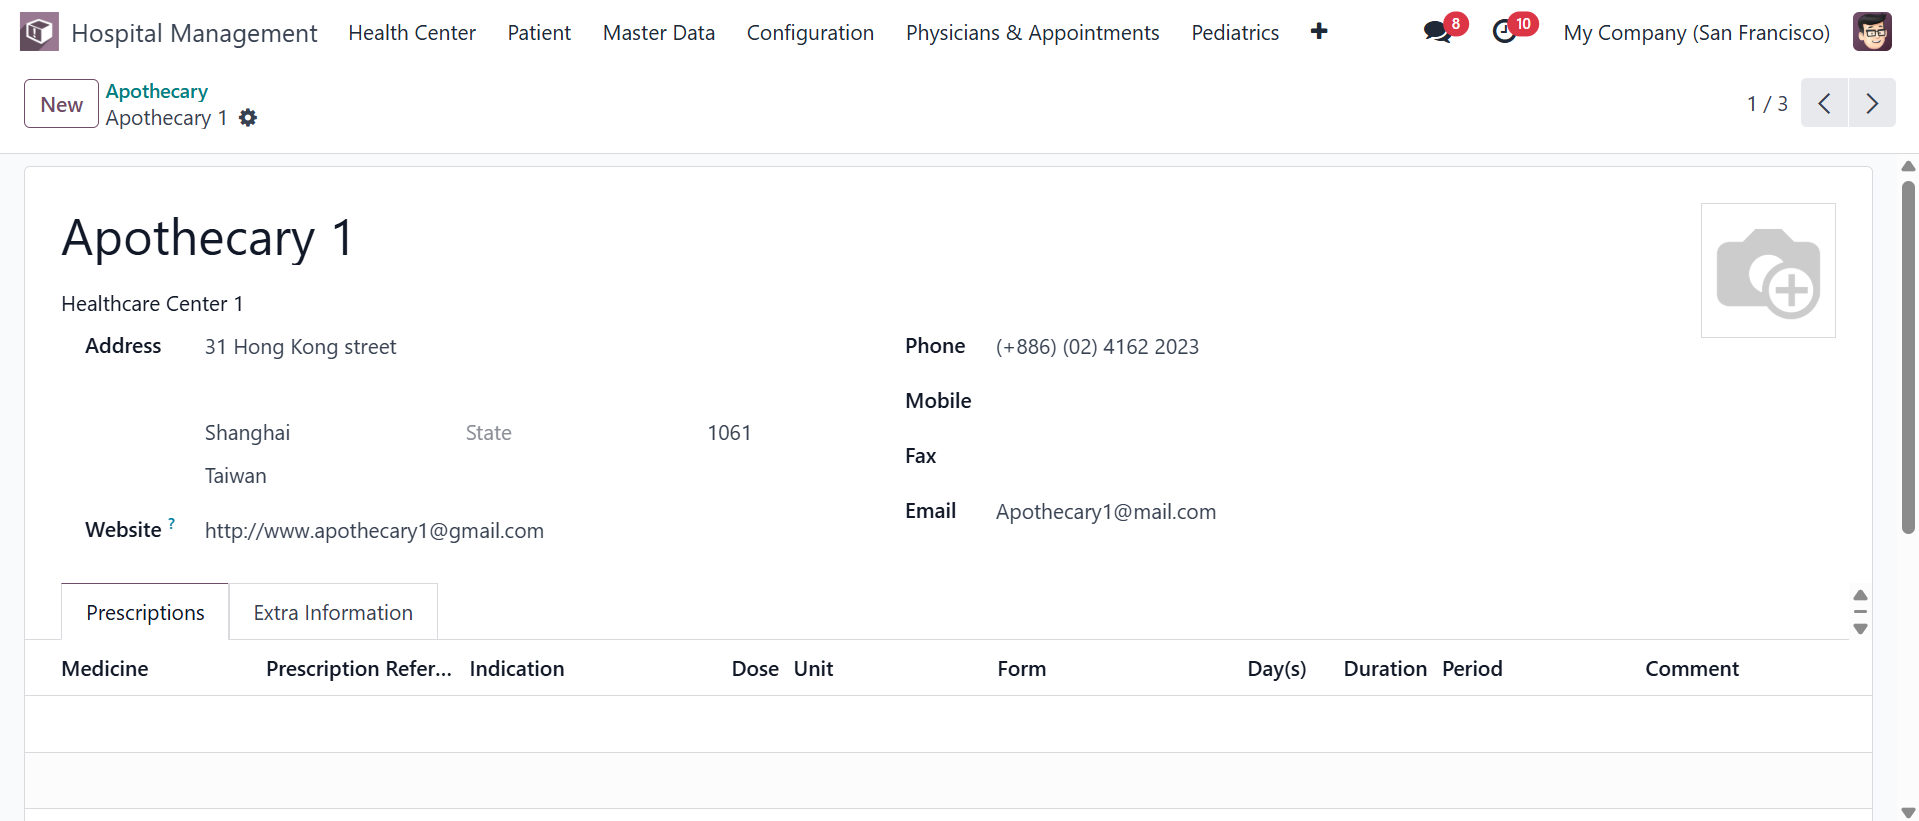 Hospital Management Health Center Patient Master Data Configuration Physicians & Appointments Pediatrics 8 10 My Company (San Francisco)
New
Apothecary
Apothecary 1
1 / 3
Apothecary 1
Healthcare Center 1
Address 31 Hong Kong street
Phone (+886) (02) 4162 2023
Mobile
Shanghai State 1061
Fax
Taiwan
Email Apothecary1@mail.com
Website ? http://www.apothecary1@gmail.com
Prescriptions Extra Information
Medicine Prescription Refer... Indication Dose Unit Form Day(s) Duration Period Comment